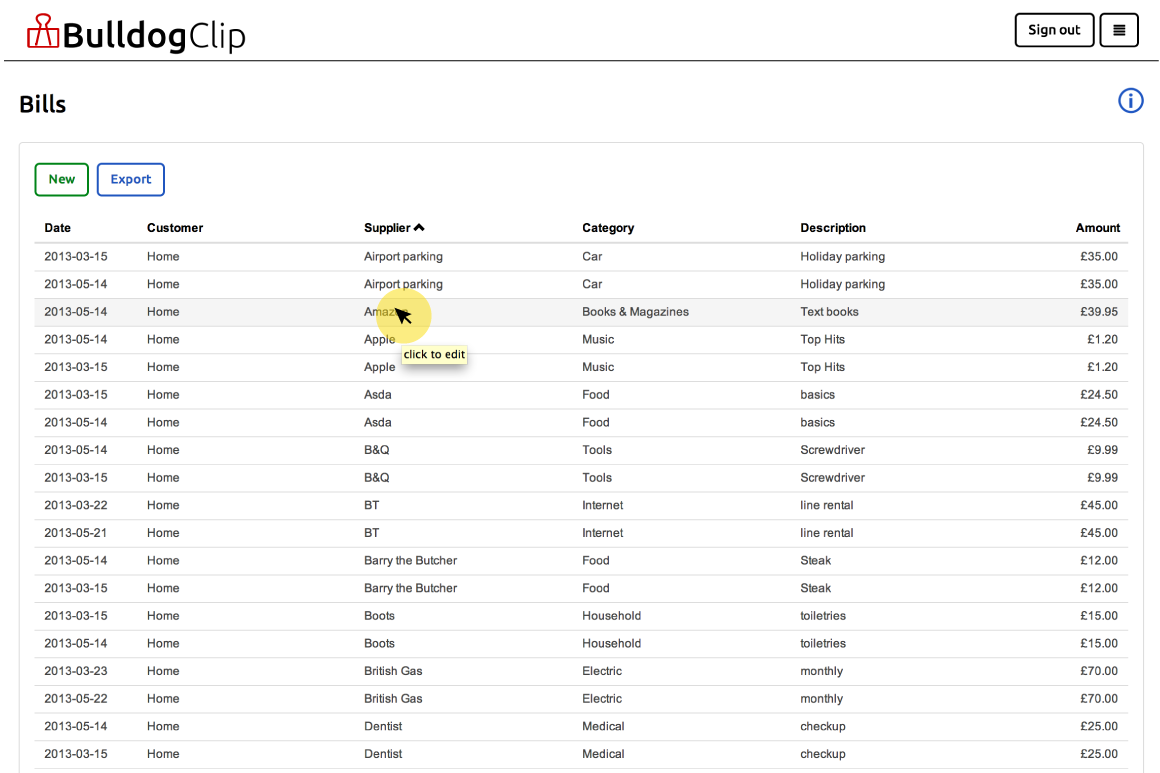 BulldogClip
Sign out
Bills
New Export
Date Customer Supplier Category Description Amount
2013-03-15 Home Airport parking Car Holiday parking £35.00
2013-05-14 Home Airport parking Car Holiday parking £35.00
2013-05-14 Home Books & Magazines Text books £39.95
2013-05-14 Home Apple Music Top Hits £1.20
click to edit
2013-03-15 Home Apple Music Top Hits £1.20
2013-03-15 Home Asda Food basics £24.50
2013-05-14 Home Asda Food basics £24.50
2013-05-14 Home B&Q Tools Screwdriver £9.99
2013-03-15 Home B&Q Tools Screwdriver £9.99
2013-03-22 Home BT Internet line rental £45.00
2013-05-21 Home BT Internet line rental £45.00
2013-05-14 Home Barry the Butcher Food Steak £12.00
2013-03-15 Home Barry the Butcher Food Steak £12.00
2013-03-15 Home Boots Household toiletries £15.00
2013-05-14 Home Boots Household toiletries £15.00
2013-03-23 Home British Gas Electric monthly £70.00
2013-05-22 Home British Gas Electric monthly £70.00
2013-05-14 Home Dentist Medical checkup £25.00
2013-03-15 Home Dentist Medical checkup £25.00